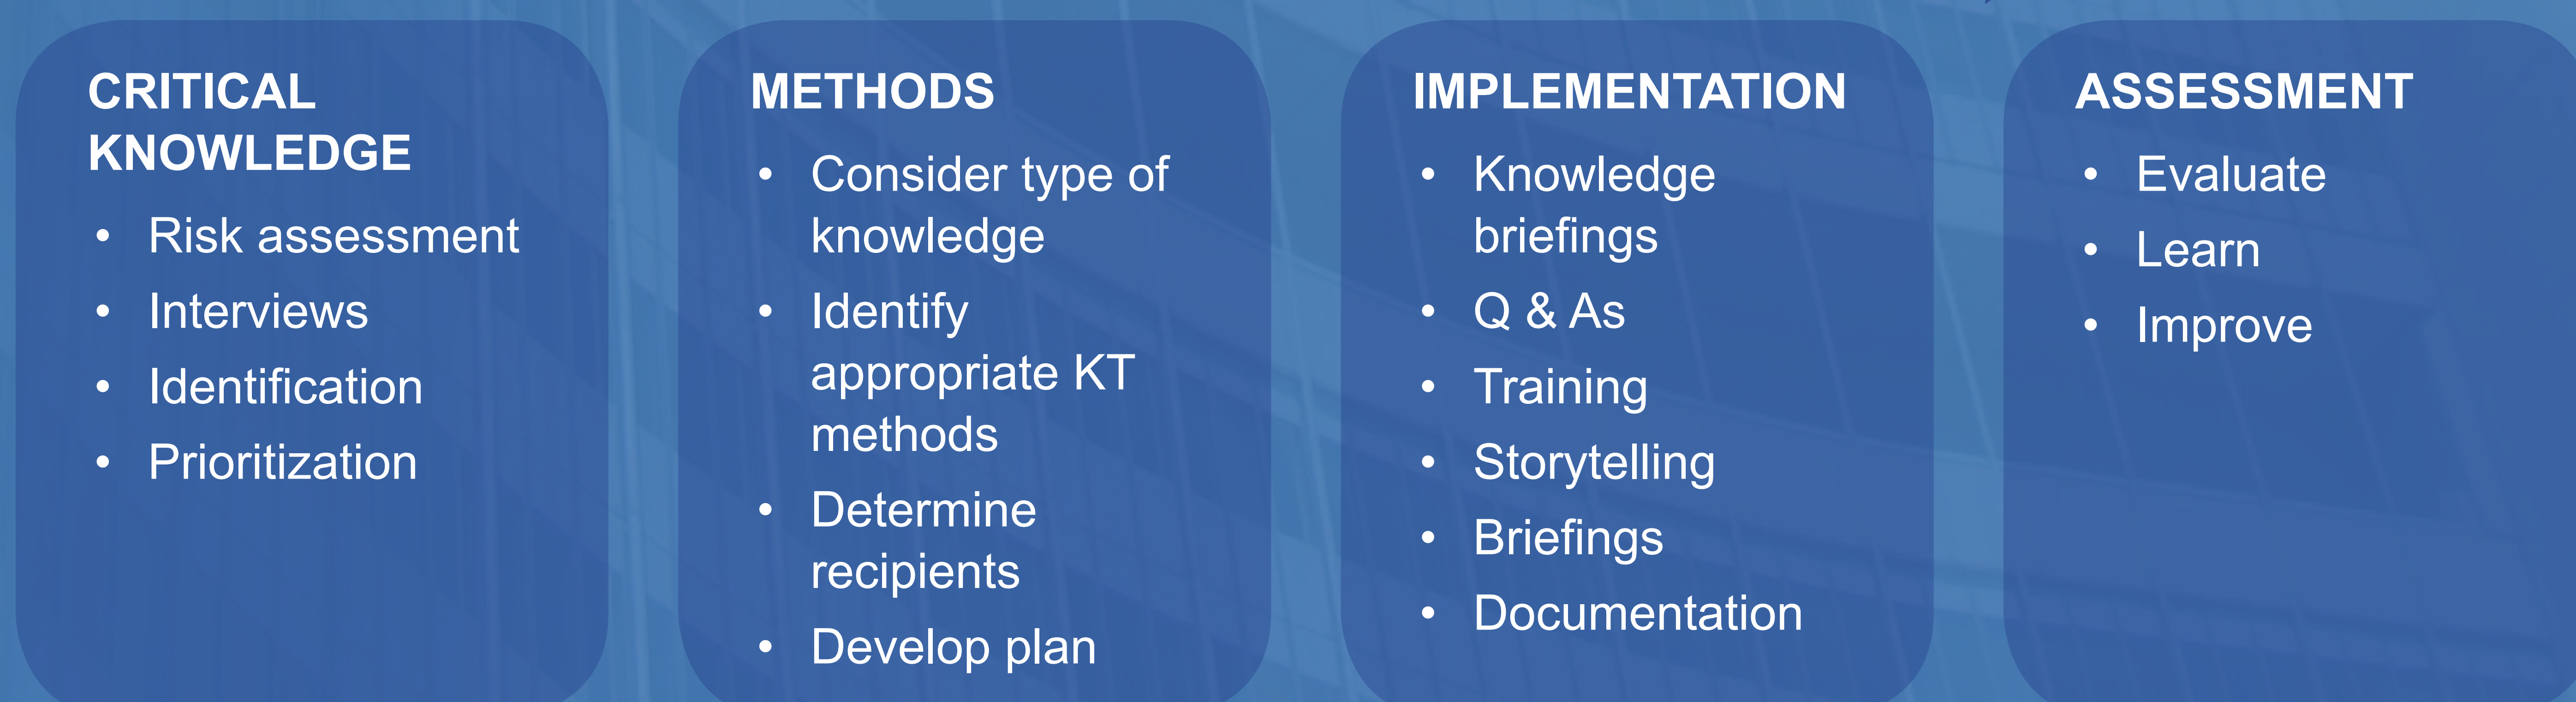 CRITICAL
KNOWLEDGE
• Risk assessment
• Interviews
• Identification
• Prioritization
METHODS
• Consider type of
knowledge
• Identify
appropriate KT
methods
• Determine
recipients
• Develop plan
IMPLEMENTATION
• Knowledge
briefings
• Q & As
• Training
• Storytelling
• Briefings
• Documentation
ASSESSMENT
• Evaluate
• Learn
• Improve